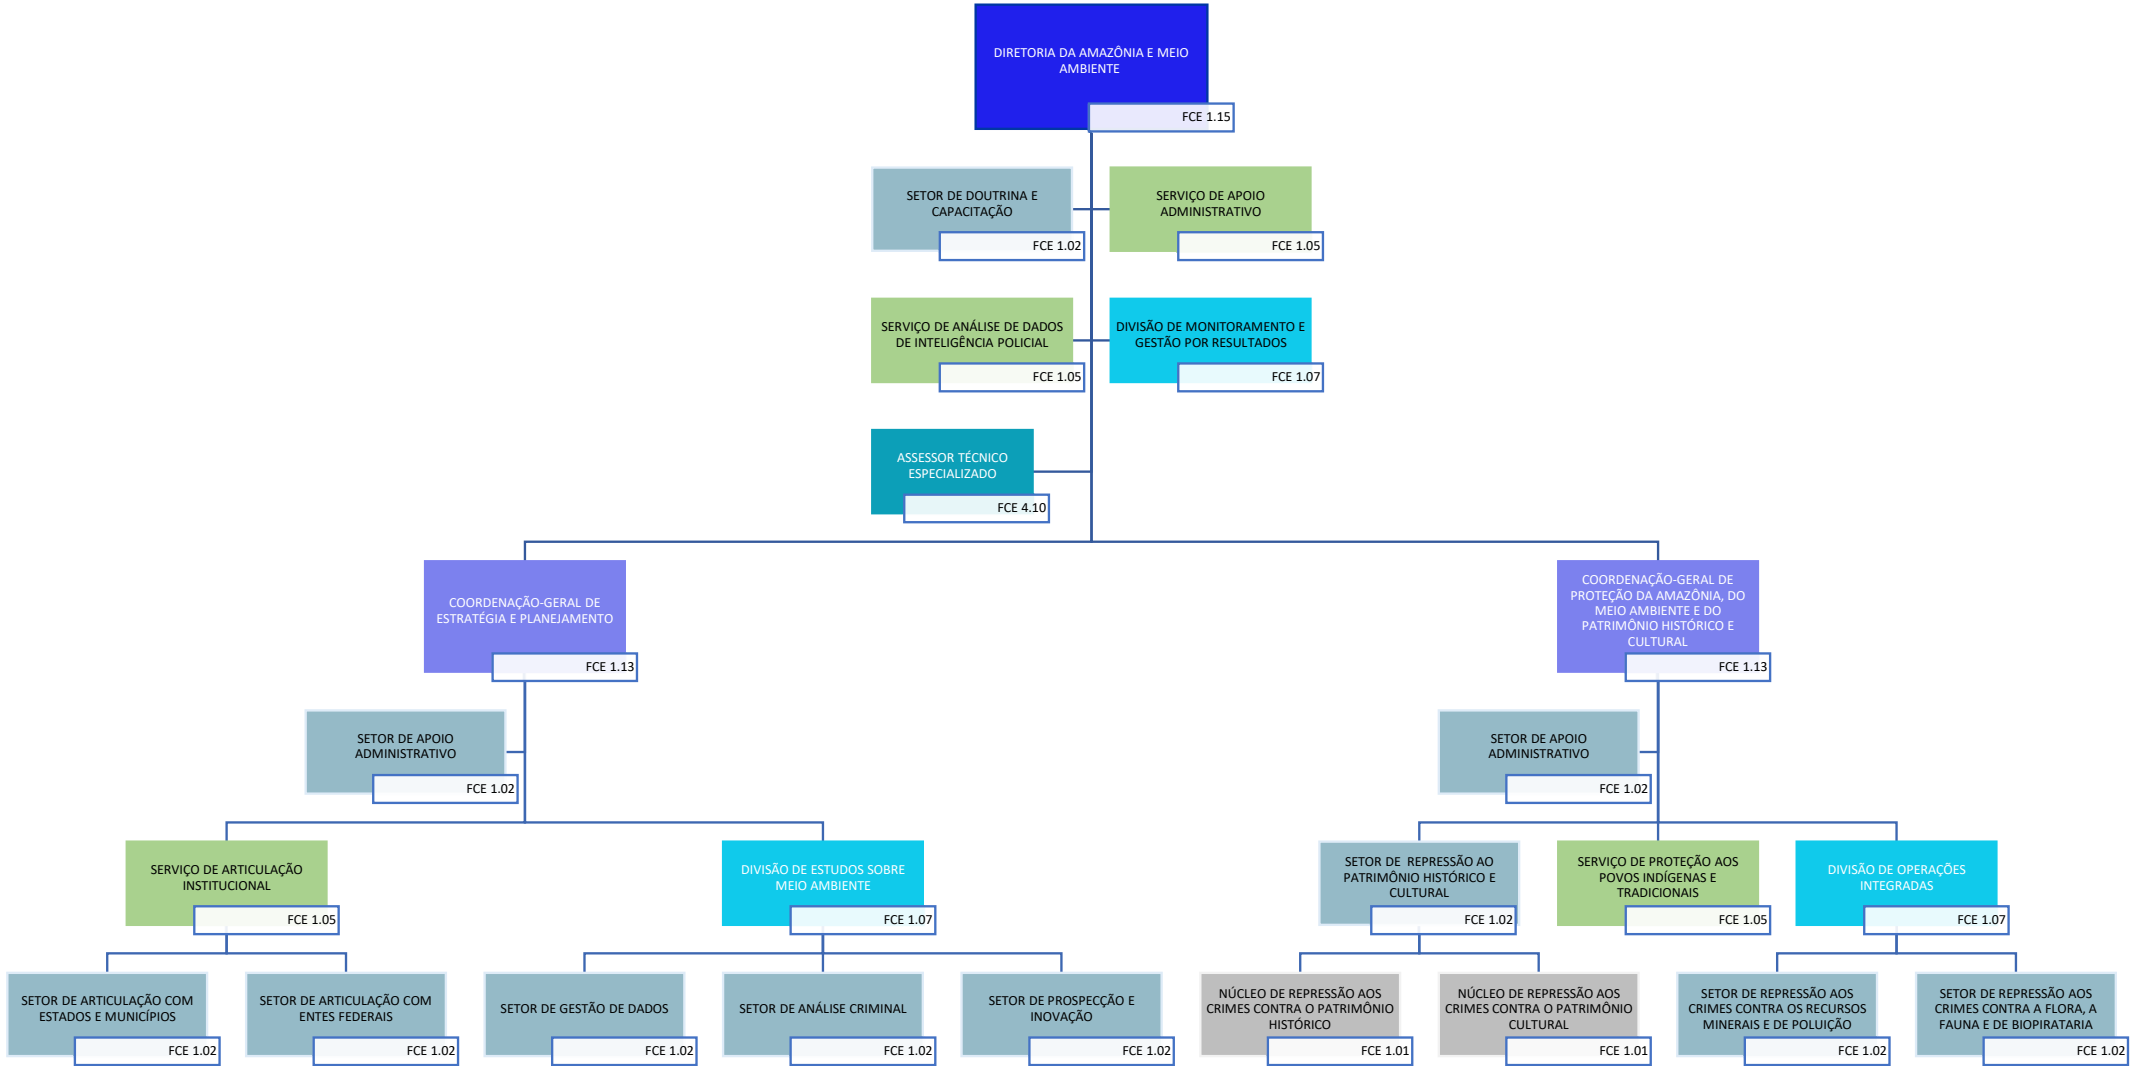 DIRETORIA DA AMAZÔNIA E MEIO
AMBIENTE
FCE 1.15
SETOR DE DOUTRINA E
CAPACITAÇÃO
FCE 1.02
SERVIÇO DE APOIO
ADMINISTRATIVO
FCE 1.05
SERVIÇO DE ANÁLISE DE DADOS
DE INTELIGÊNCIA POLICIAL
FCE 1.05
DIVISÃO DE MONITORAMENTO E
GESTÃO POR RESULTADOS
FCE 1.07
ASSESSOR TÉCNICO
ESPECIALIZADO
FCE 4.10
COORDENAÇÃO-GERAL DE
ESTRATÉGIA E PLANEJAMENTO
FCE 1.13
COORDENAÇÃO-GERAL DE
PROTEÇÃO DA AMAZÔNIA, DO
MEIO AMBIENTE E DO
PATRIMÔNIO HISTÓRICO E
CULTURAL
FCE 1.13
SETOR DE APOIO
ADMINISTRATIVO
FCE 1.02
SETOR DE APOIO
ADMINISTRATIVO
FCE 1.02
SERVIÇO DE ARTICULAÇÃO
INSTITUCIONAL
FCE 1.05
DIVISÃO DE ESTUDOS SOBRE
MEIO AMBIENTE
FCE 1.07
SETOR DE  REPRESSÃO AO
PATRIMÔNIO HISTÓRICO E
CULTURAL
FCE 1.02
SERVIÇO DE PROTEÇÃO AOS
POVOS INDÍGENAS E
TRADICIONAIS
FCE 1.05
DIVISÃO DE OPERAÇÕES
INTEGRADAS
FCE 1.07
SETOR DE ARTICULAÇÃO COM
ESTADOS E MUNICÍPIOS
FCE 1.02
SETOR DE ARTICULAÇÃO COM
ENTES FEDERAIS
FCE 1.02
SETOR DE GESTÃO DE DADOS
FCE 1.02
SETOR DE ANÁLISE CRIMINAL
FCE 1.02
SETOR DE PROSPECÇÃO E
INOVAÇÃO
FCE 1.02
NÚCLEO DE REPRESSÃO AOS
CRIMES CONTRA O PATRIMÔNIO
HISTÓRICO
FCE 1.01
NÚCLEO DE REPRESSÃO AOS
CRIMES CONTRA O PATRIMÔNIO
CULTURAL
FCE 1.01
SETOR DE REPRESSÃO AOS
CRIMES CONTRA OS RECURSOS
MINERAIS E DE POLUIÇÃO
FCE 1.02
SETOR DE REPRESSÃO AOS
CRIMES CONTRA A FLORA, A
FAUNA E DE BIOPIRATARIA
FCE 1.02